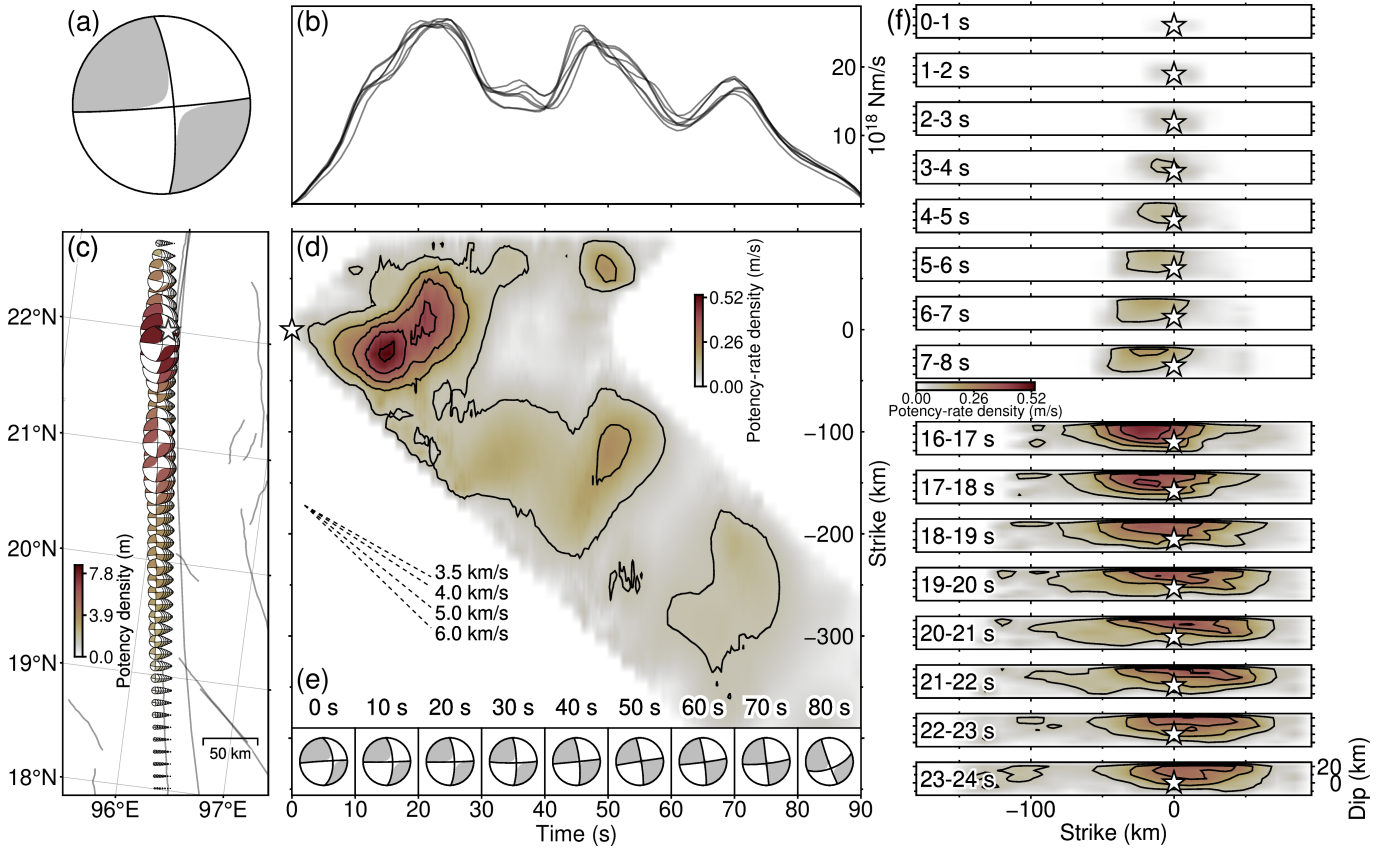 (a)
(b)
20
10
10¹⁸ Nm/s
(c)
22°N
21°N
20°N
19°N
18°N
96°E
97°E
7.8
3.9
0.0
Potency density (m)
50 km
(d)
0.52
0.26
0.00
Potency-rate density (m/s)
0
−100
−200
−300
Strike (km)
3.5 km/s
4.0 km/s
5.0 km/s
6.0 km/s
(e)
0 s 10 s 20 s 30 s 40 s 50 s 60 s 70 s 80 s
0 10 20 30 40 50 60 70 80 90
Time (s)
(f)
0-1 s
1-2 s
2-3 s
3-4 s
4-5 s
5-6 s
6-7 s
7-8 s
0.00 0.26 0.52
Potency-rate density (m/s)
16-17 s
17-18 s
18-19 s
19-20 s
20-21 s
21-22 s
22-23 s
23-24 s
20
0
Dip (km)
−100 0
Strike (km)